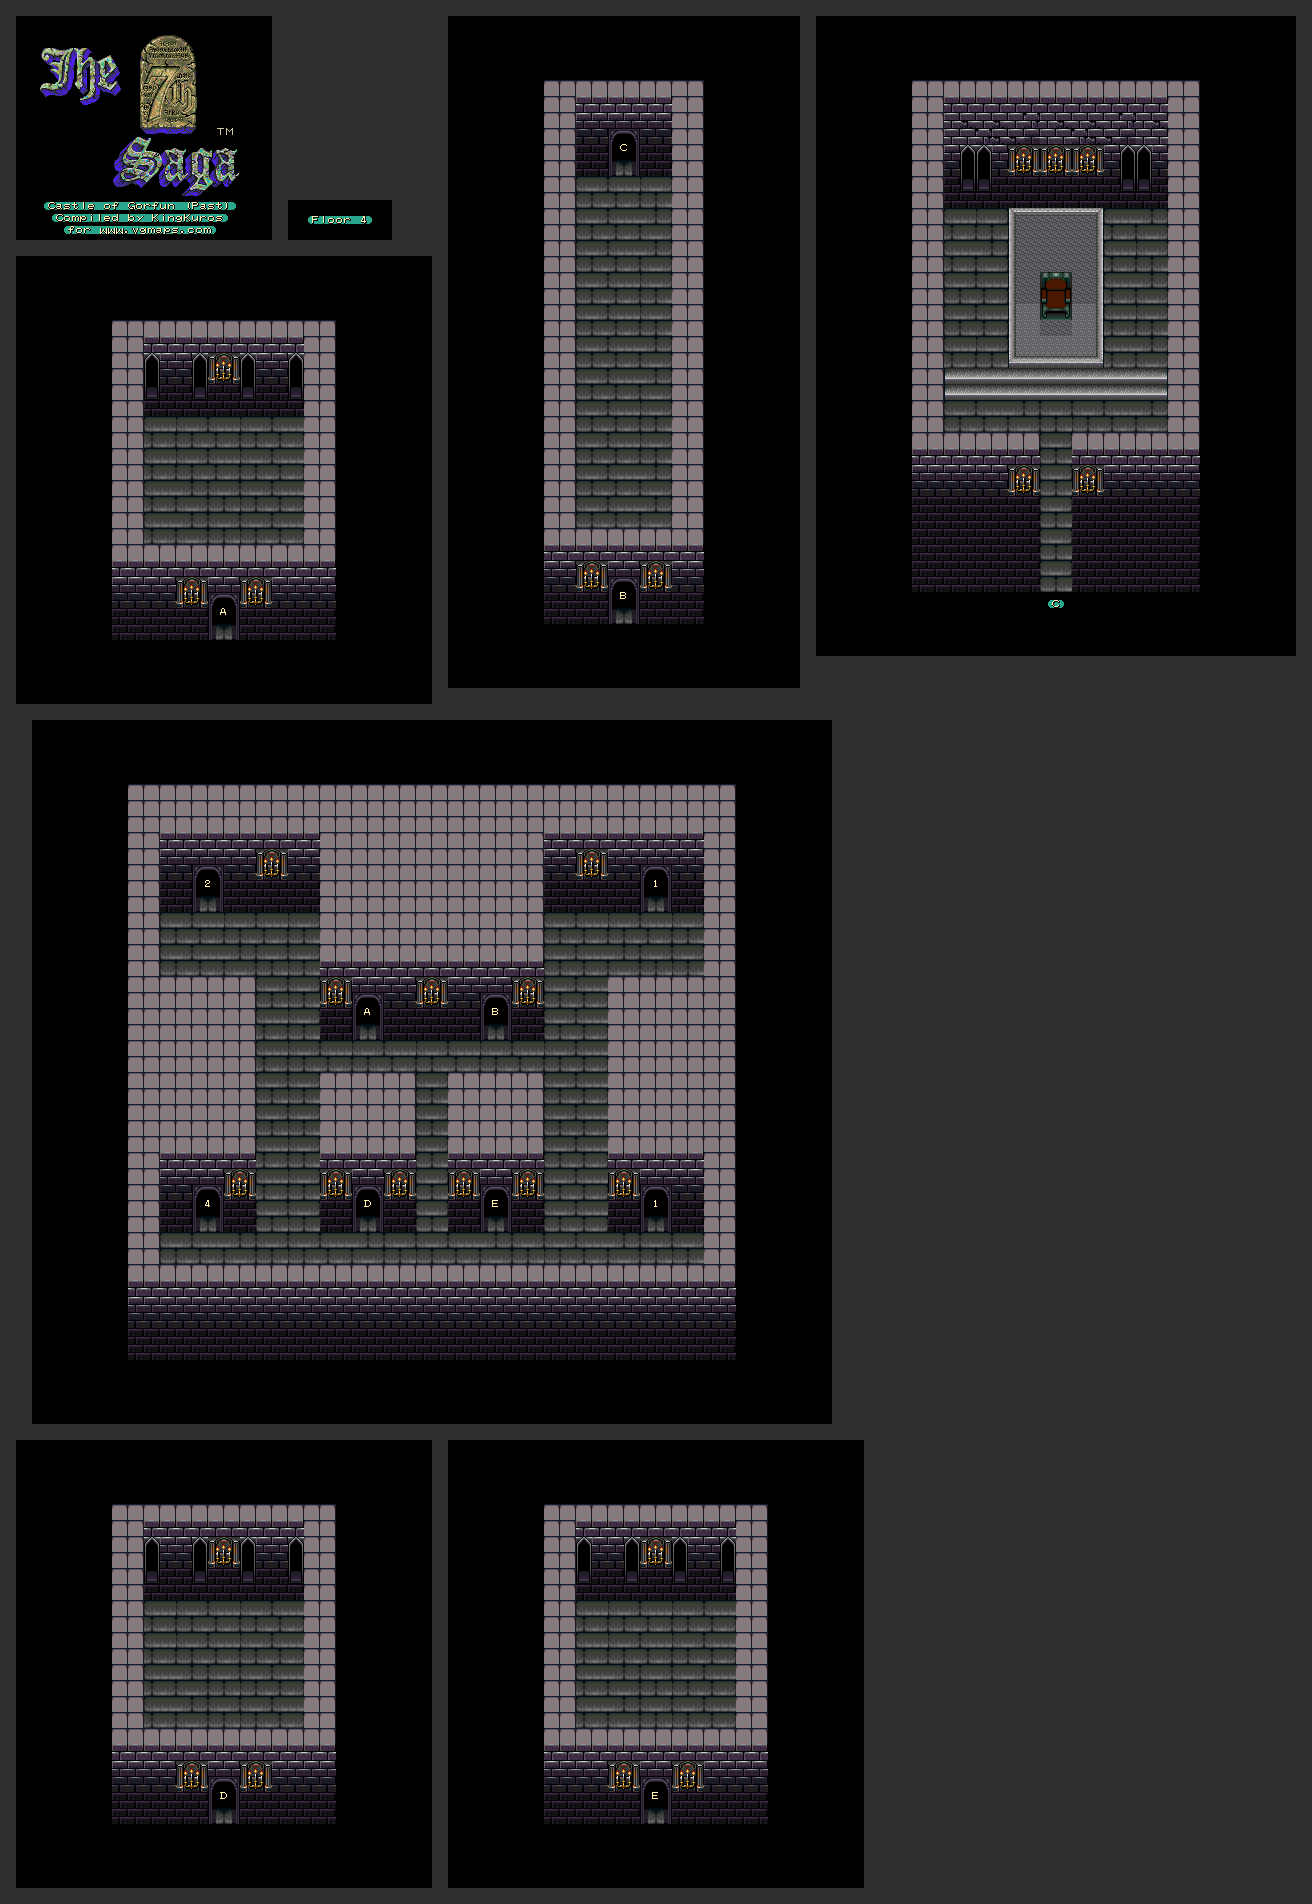 The 7th Saga TM
Castle of Gorfun (Past)
Compiled by KingKuros
for www.vgmaps.com
Floor 4
C
B
A
2
1
A
B
4
D
E
1
D
E